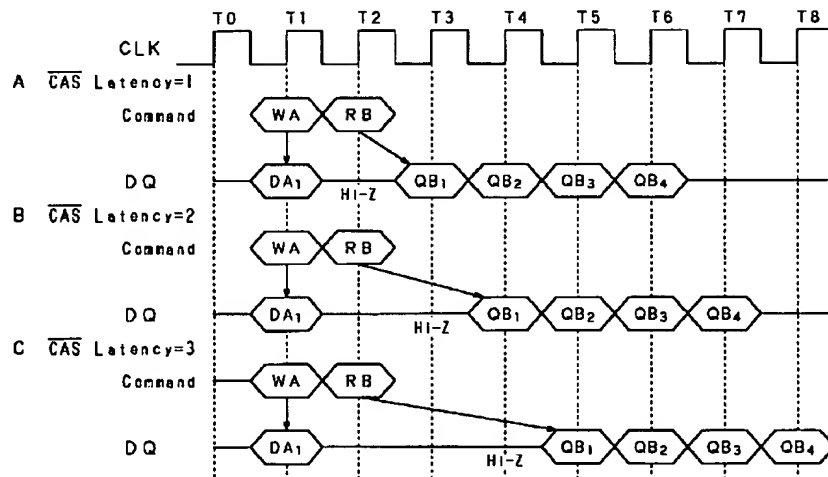 T0 T1 T2 T3 T4 T5 T6 T7 T8
CLK
A CAS Latency=1
Command WA RB
DQ DA1 Hi-Z QB1 QB2 QB3 QB4
B CAS Latency=2
Command WA RB
DQ DA1 Hi-Z QB1 QB2 QB3 QB4
C CAS Latency=3
Command WA RB
DQ DA1 Hi-Z QB1 QB2 QB3 QB4